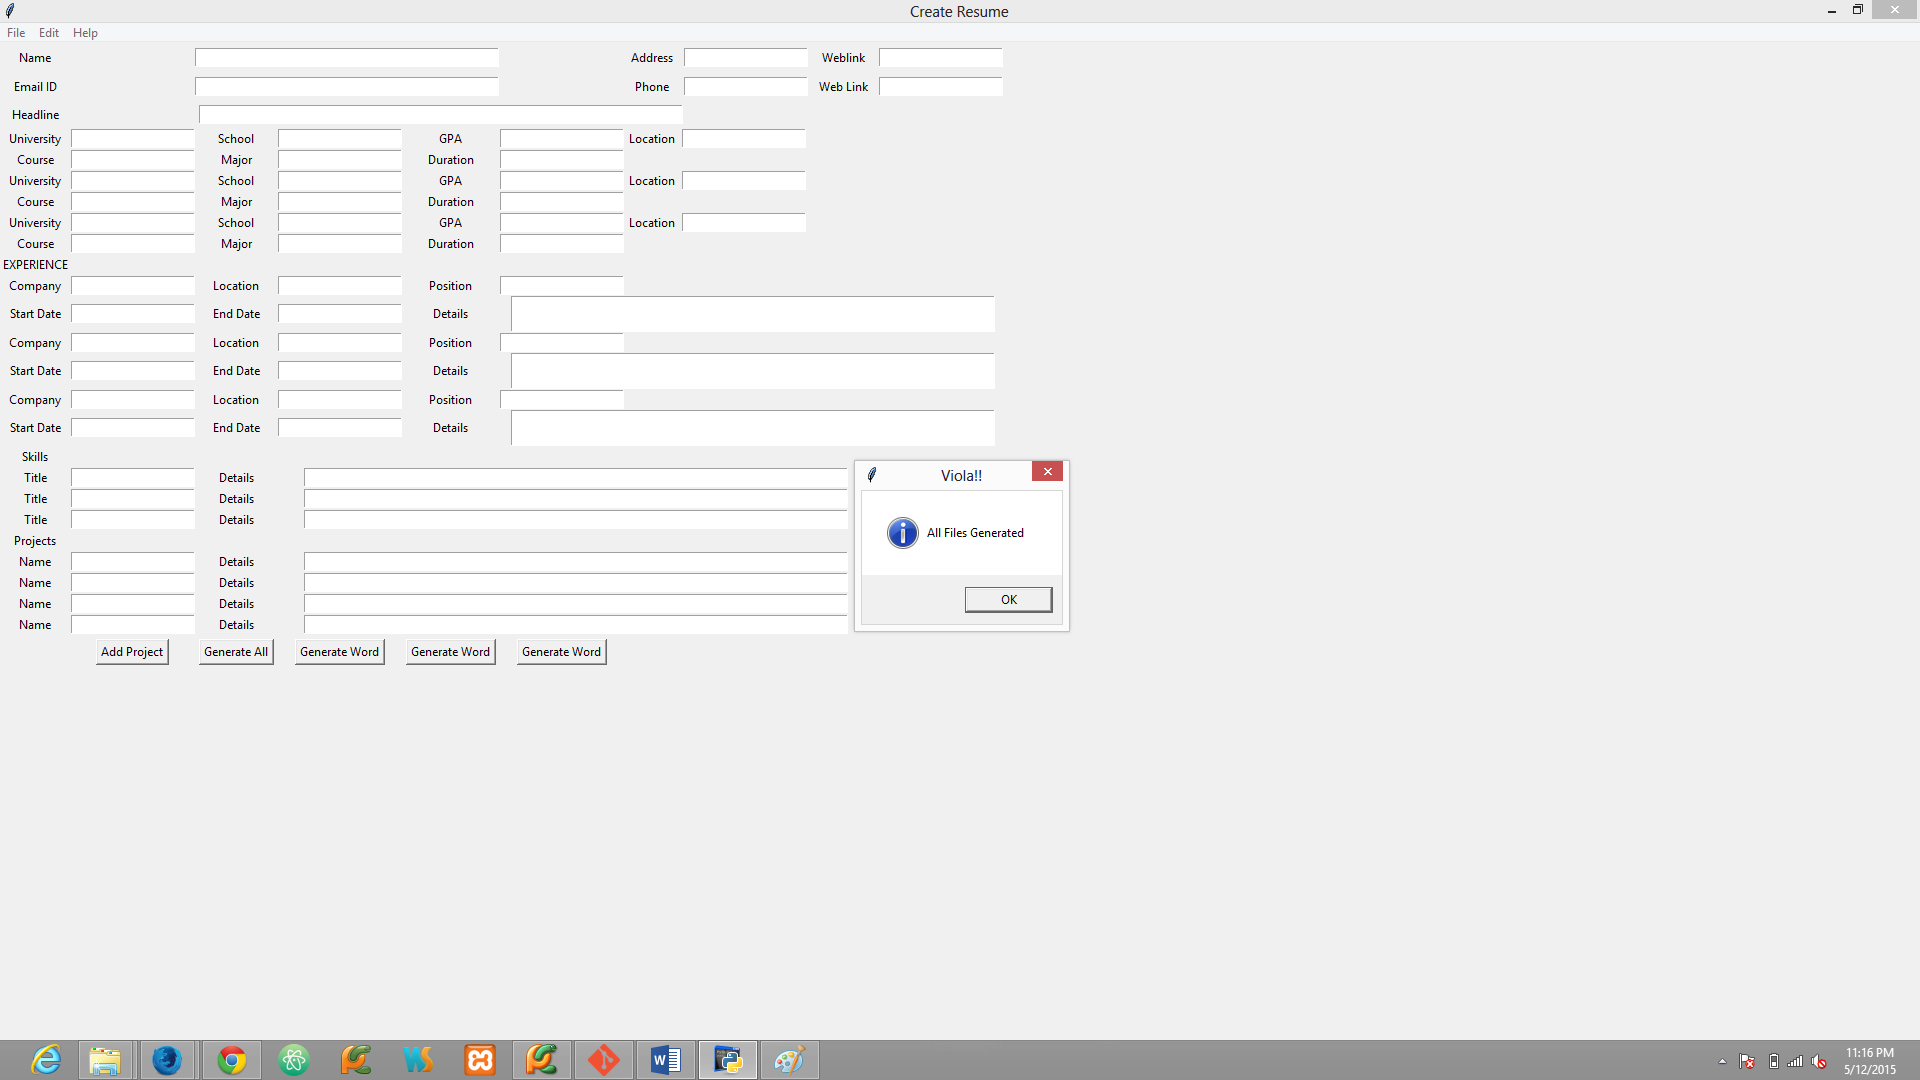 Create Resume
File Edit Help
Name Address Weblink
Email ID Phone Web Link
Headline
University School GPA Location
Course Major Duration
University School GPA Location
Course Major Duration
University School GPA Location
Course Major Duration
EXPERIENCE
Company Location Position
Start Date End Date Details
Company Location Position
Start Date End Date Details
Company Location Position
Start Date End Date Details
Skills
Title Details
Title Details
Title Details
Projects
Name Details
Name Details
Name Details
Name Details
Add Project Generate All Generate Word Generate Word Generate Word
Viola!!
All Files Generated
OK
11:16 PM
5/12/2015